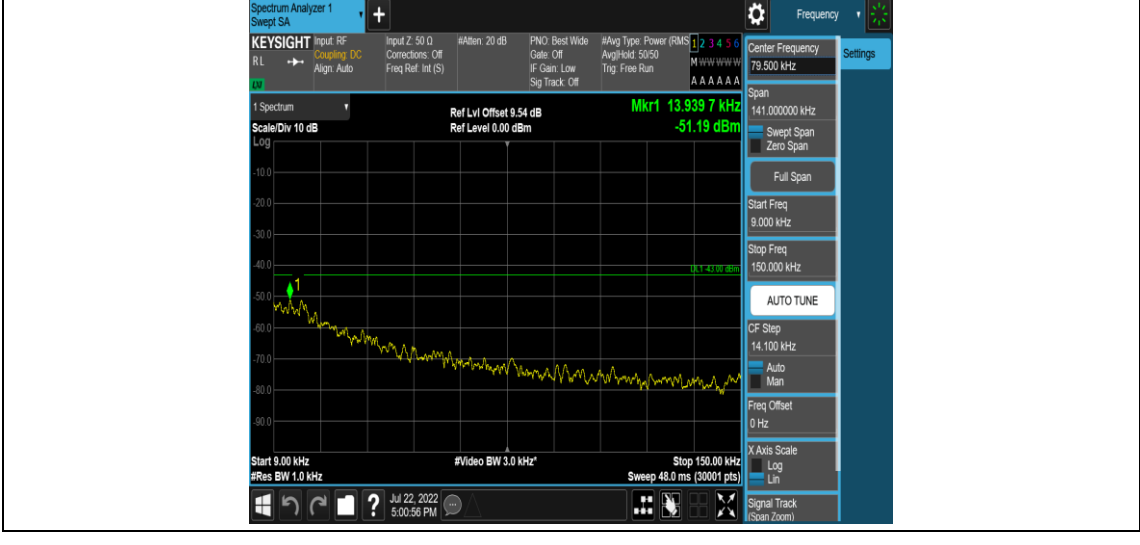 Spectrum Analyzer 1
Swept SA
+
Frequency
KEYSIGHT
RL
LXI
Input: RF
Coupling: DC
Align: Auto
Input Z: 50 Ω
Corrections: Off
Freq Ref: Int (S)
#Atten: 20 dB
PNO: Best Wide
Gate: Off
IF Gain: Low
Sig Track: Off
#Avg Type: Power (RMS
Avg|Hold: 50/50
Trig: Free Run
1 2 3 4 5 6
M W W W W W
A A A A A A
1 Spectrum
Scale/Div 10 dB
Log
Ref Lvl Offset 9.54 dB
Ref Level 0.00 dBm
Mkr1 13.939 7 kHz
-51.19 dBm
-10.0
-20.0
-30.0
-40.0
-50.0
-60.0
-70.0
-80.0
-90.0
DL1 -43.00 dBm
1
Start 9.00 kHz
#Res BW 1.0 kHz
#Video BW 3.0 kHz*
Stop 150.00 kHz
Sweep 48.0 ms (30001 pts)
?
Jul 22, 2022
5:00:56 PM
Center Frequency
79.500 kHz
Settings
Span
141.000000 kHz
Swept Span
Zero Span
Full Span
Start Freq
9.000 kHz
Stop Freq
150.000 kHz
AUTO TUNE
CF Step
14.100 kHz
Auto
Man
Freq Offset
0 Hz
X Axis Scale
Log
Lin
Signal Track
(Span Zoom)